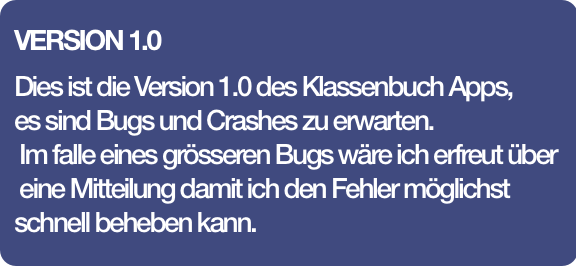 VERSION 1.0
Dies ist die Version 1.0 des Klassenbuch Apps,
es sind Bugs und Crashes zu erwarten.
Im falle eines grösseren Bugs wäre ich erfreut über
eine Mitteilung damit ich den Fehler möglichst
schnell beheben kann.